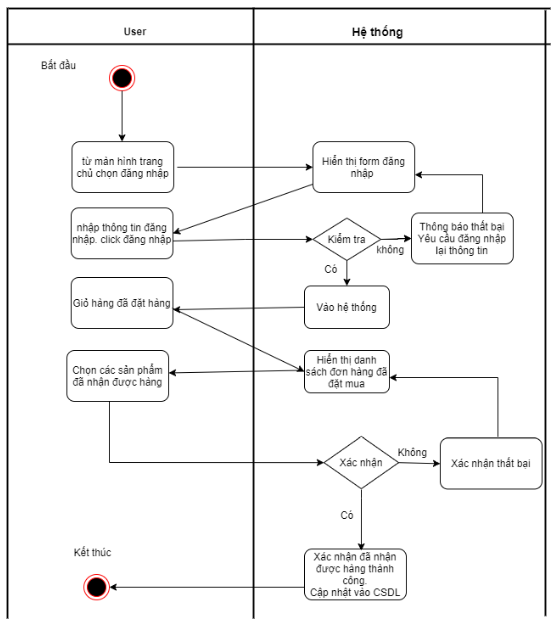 User
Hệ thống
Bất đầu
từ màn hình trang
chủ chọn đăng nhập
Hiển thị form đăng
nhập
nhập thông tin đăng
nhập. click đăng nhập
Kiểm tra
không
Thông báo thất bại
Yêu cầu đăng nhập
lại thông tin
Có
Giỏ hàng đã đặt hàng
Vào hệ thống
Chọn các sản phẩm
đã nhận được hàng
Hiển thị danh
sách đơn hàng đã
đặt mua
Xác nhận
Không
Xác nhận thất bại
Có
Kết thúc
Xác nhận đã nhận
được hàng thành
công.
Cập nhật vào CSDL